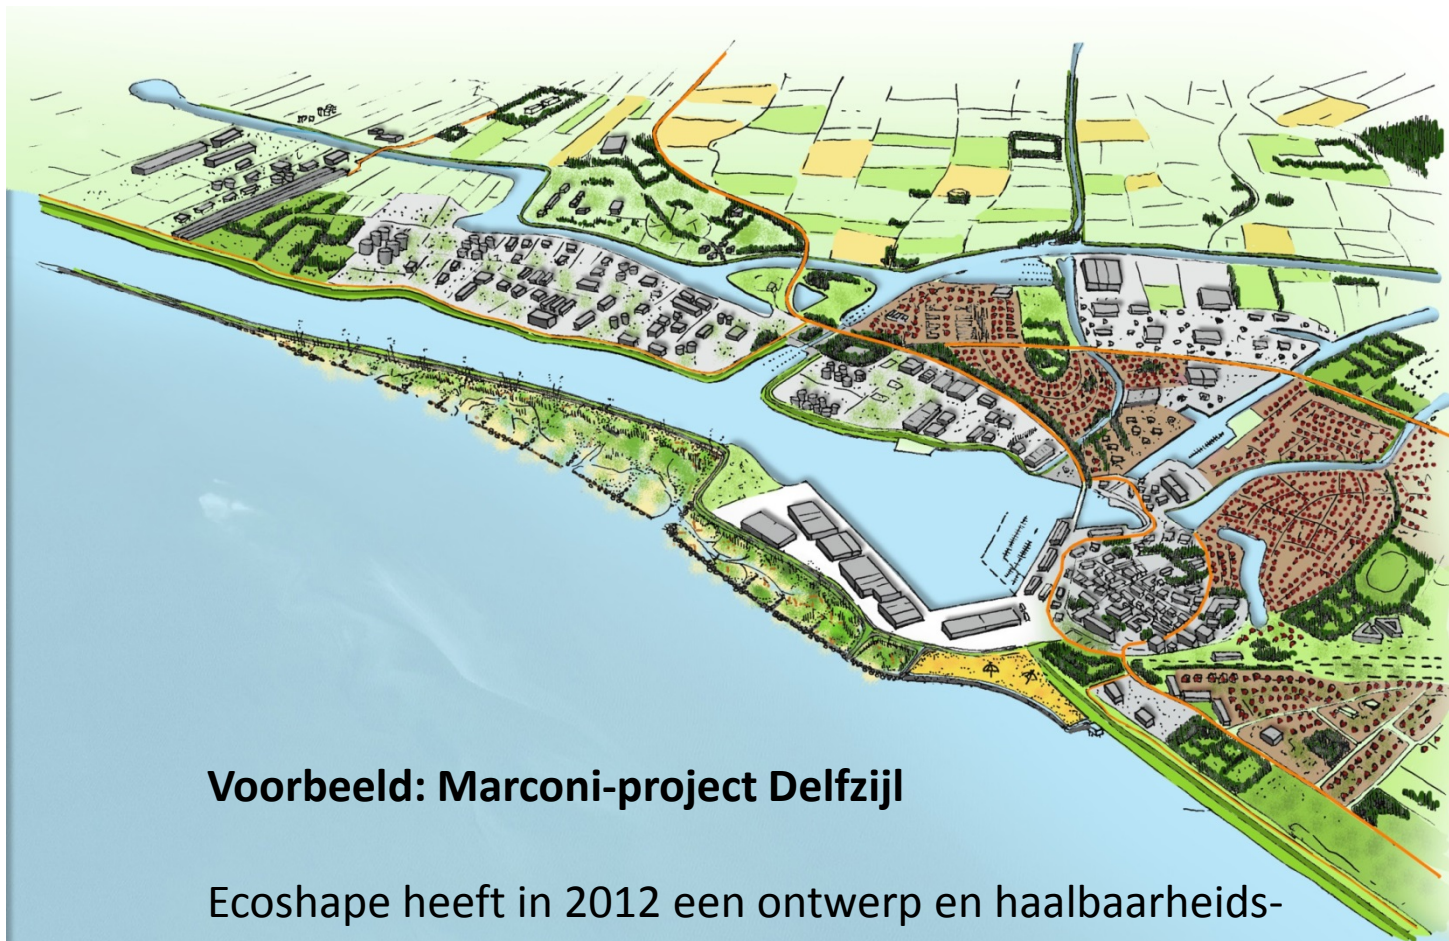 Voorbeeld: Marconi-project Delfzijl
Ecoshape heeft in 2012 een ontwerp en haalbaarheids-